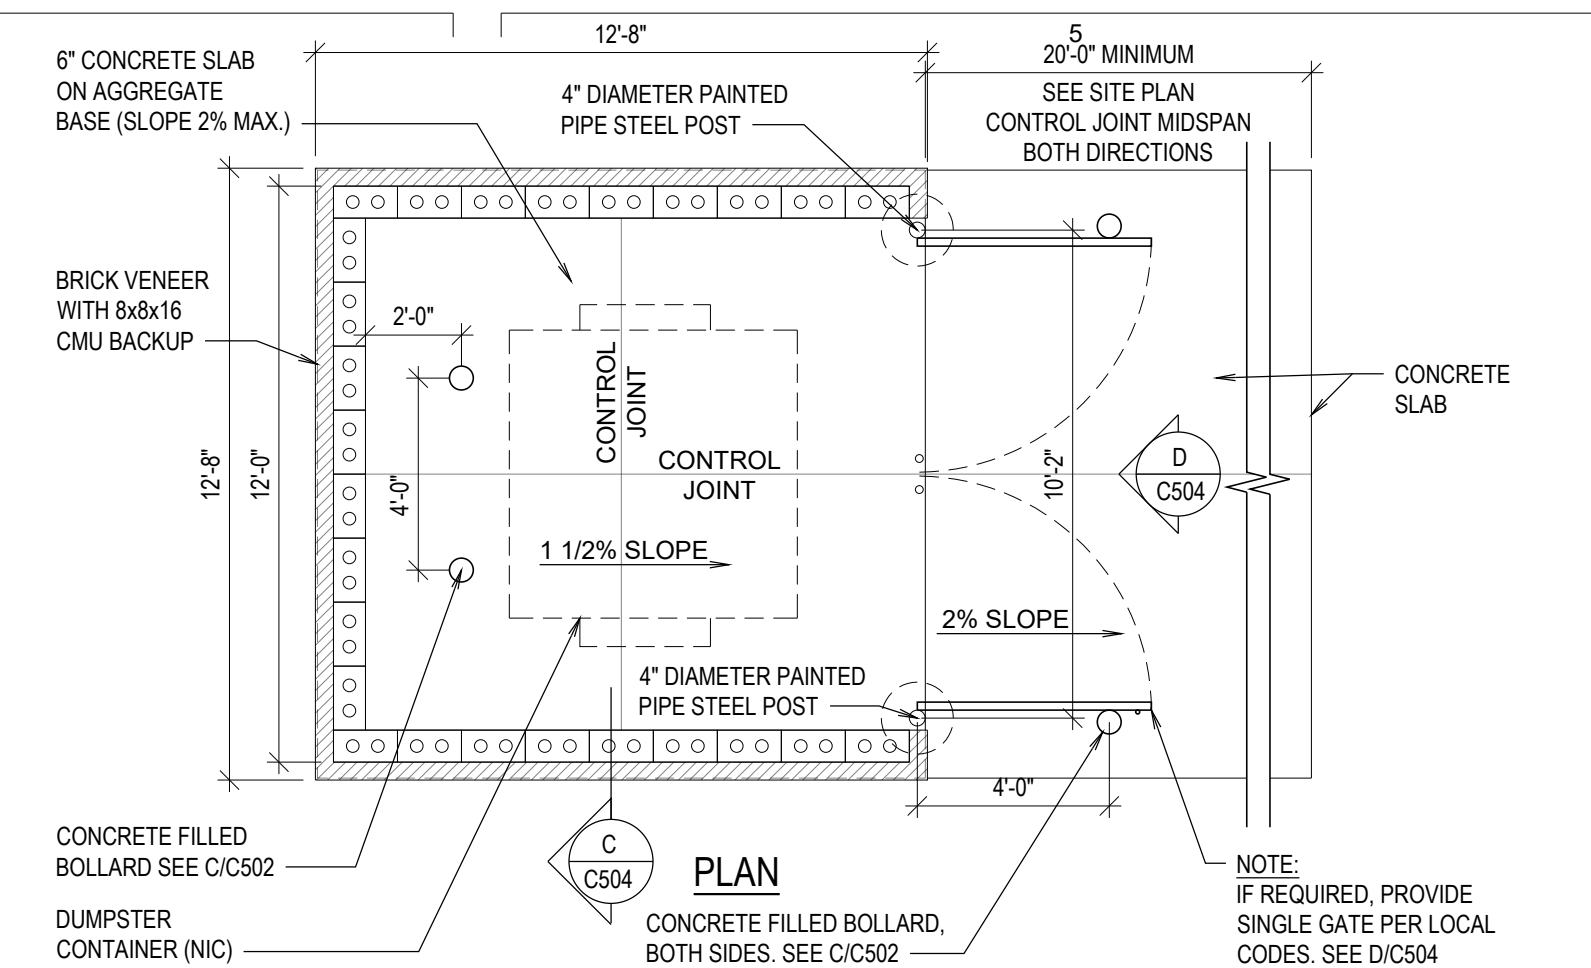 12'-8"
5
20'-0" MINIMUM
SEE SITE PLAN
CONTROL JOINT MIDSPAN
BOTH DIRECTIONS
6" CONCRETE SLAB
ON AGGREGATE
BASE (SLOPE 2% MAX.)
4" DIAMETER PAINTED
PIPE STEEL POST
BRICK VENEER
WITH 8x8x16
CMU BACKUP
2'-0"
CONTROL
JOINT
CONTROL
JOINT
CONCRETE
SLAB
12'-8"
12'-0"
4'-0"
10'-2"
D
C504
1 1/2% SLOPE
2% SLOPE
4" DIAMETER PAINTED
PIPE STEEL POST
4'-0"
CONCRETE FILLED
BOLLARD SEE C/C502
C
C504
PLAN
NOTE:
IF REQUIRED, PROVIDE
SINGLE GATE PER LOCAL
CODES. SEE D/C504
DUMPSTER
CONTAINER (NIC)
CONCRETE FILLED BOLLARD,
BOTH SIDES. SEE C/C502